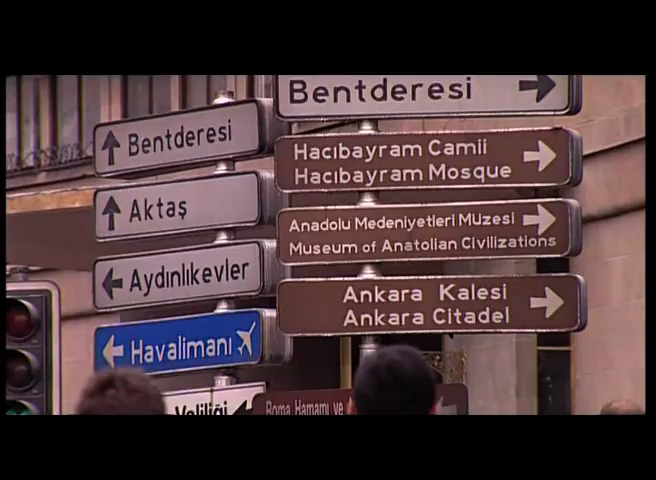 Bentderesi
Aktaş
Aydınlıkevler
Havalimanı
Valiliği
Bentderesi
Hacıbayram Camii
Hacıbayram Mosque
Anadolu Medeniyetleri Müzesi
Museum of Anatolian Civilizations
Ankara Kalesi
Ankara Citadel
Roma Hamamı ve